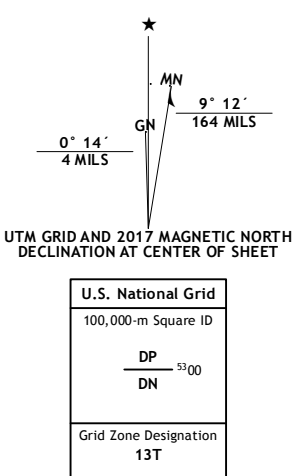 ★
MN
9° 12´
164 MILS
GN
0° 14´
4 MILS
UTM GRID AND 2017 MAGNETIC NORTH
DECLINATION AT CENTER OF SHEET
U.S. National Grid
100,000-m Square ID
DP
5300
DN
Grid Zone Designation
13T